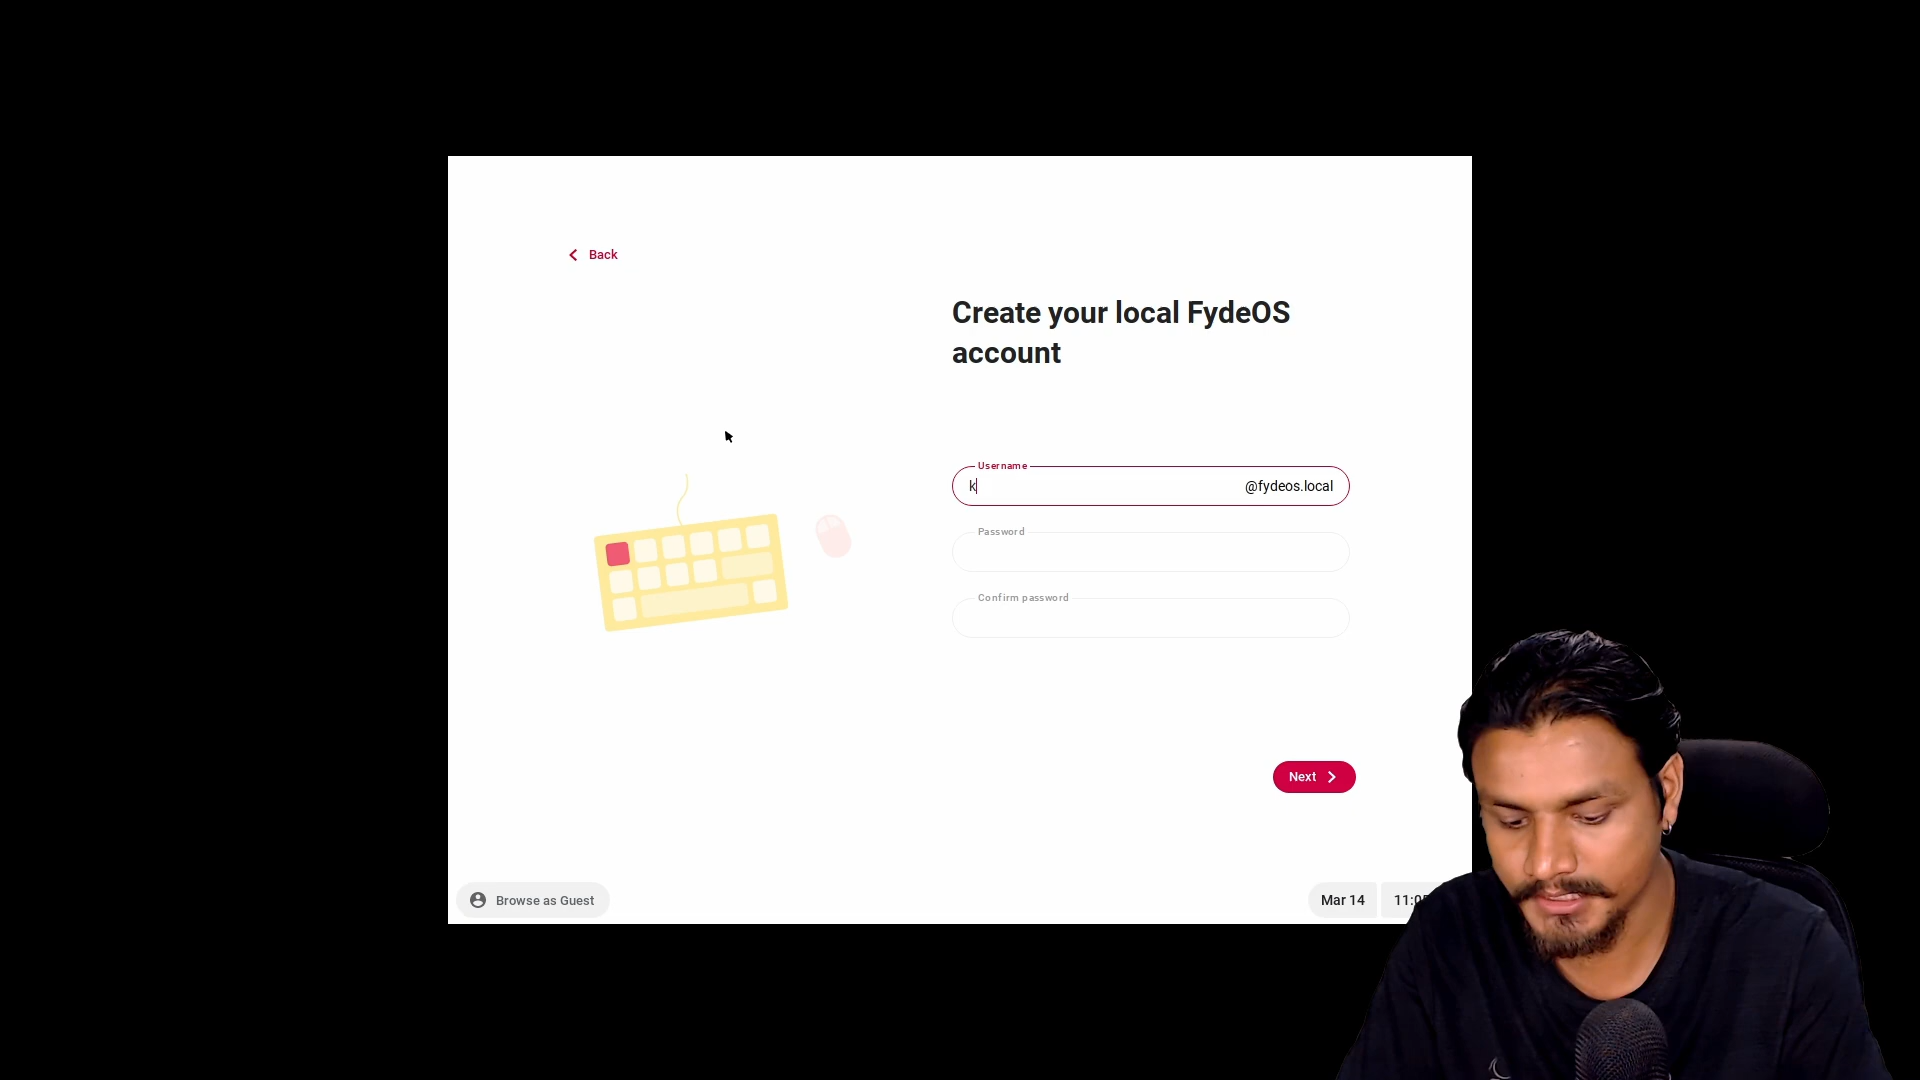 Back
Create your local FydeOS
account
Username
k
@fydeos.local
Password
Confirm password
Next
Browse as Guest
Mar 14